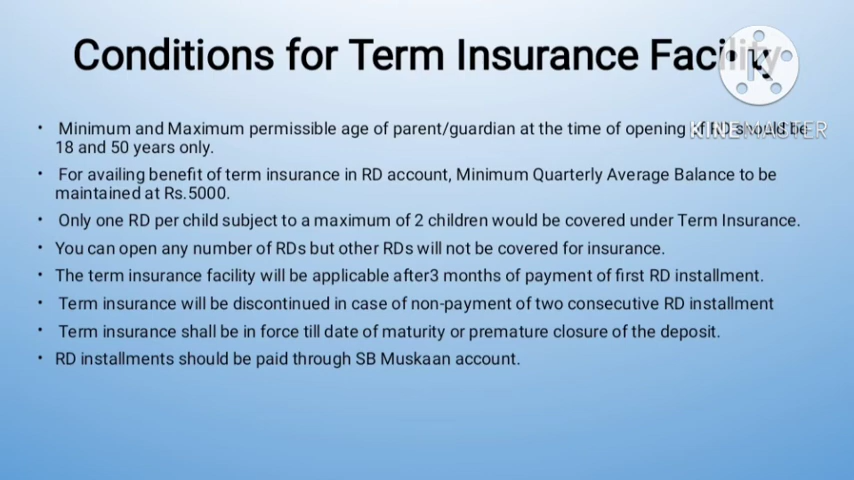 Conditions for Term Insurance Facility
• Minimum and Maximum permissible age of parent/guardian at the time of opening of RD should be
18 and 50 years only.
• For availing benefit of term insurance in RD account, Minimum Quarterly Average Balance to be
maintained at Rs.5000.
• Only one RD per child subject to a maximum of 2 children would be covered under Term Insurance.
• You can open any number of RDs but other RDs will not be covered for insurance.
• The term insurance facility will be applicable after3 months of payment of first RD installment.
• Term insurance will be discontinued in case of non-payment of two consecutive RD installment
• Term insurance shall be in force till date of maturity or premature closure of the deposit.
• RD installments should be paid through SB Muskaan account.
K
KINEMASTER